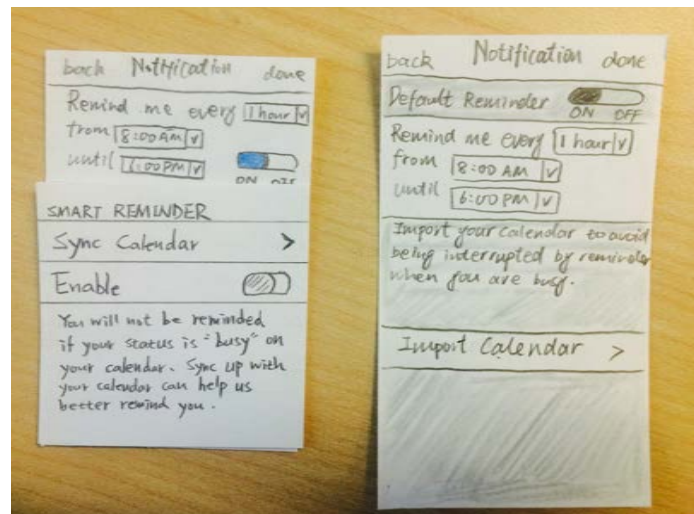 back Notification done
Remind me every 1 hour
from 8:00 AM
until 6:00 PM
ON OFF
SMART REMINDER
Sync Calendar >
Enable
You will not be reminded
if your status is "busy" on
your calendar. Sync up with
your calendar can help us
better remind you.
back Notification done
Default Reminder
ON OFF
Remind me every 1 hour
from 8:00 AM
until 6:00 PM
Import your calendar to avoid
being interrupted by reminder
when you are busy.
Import Calendar >